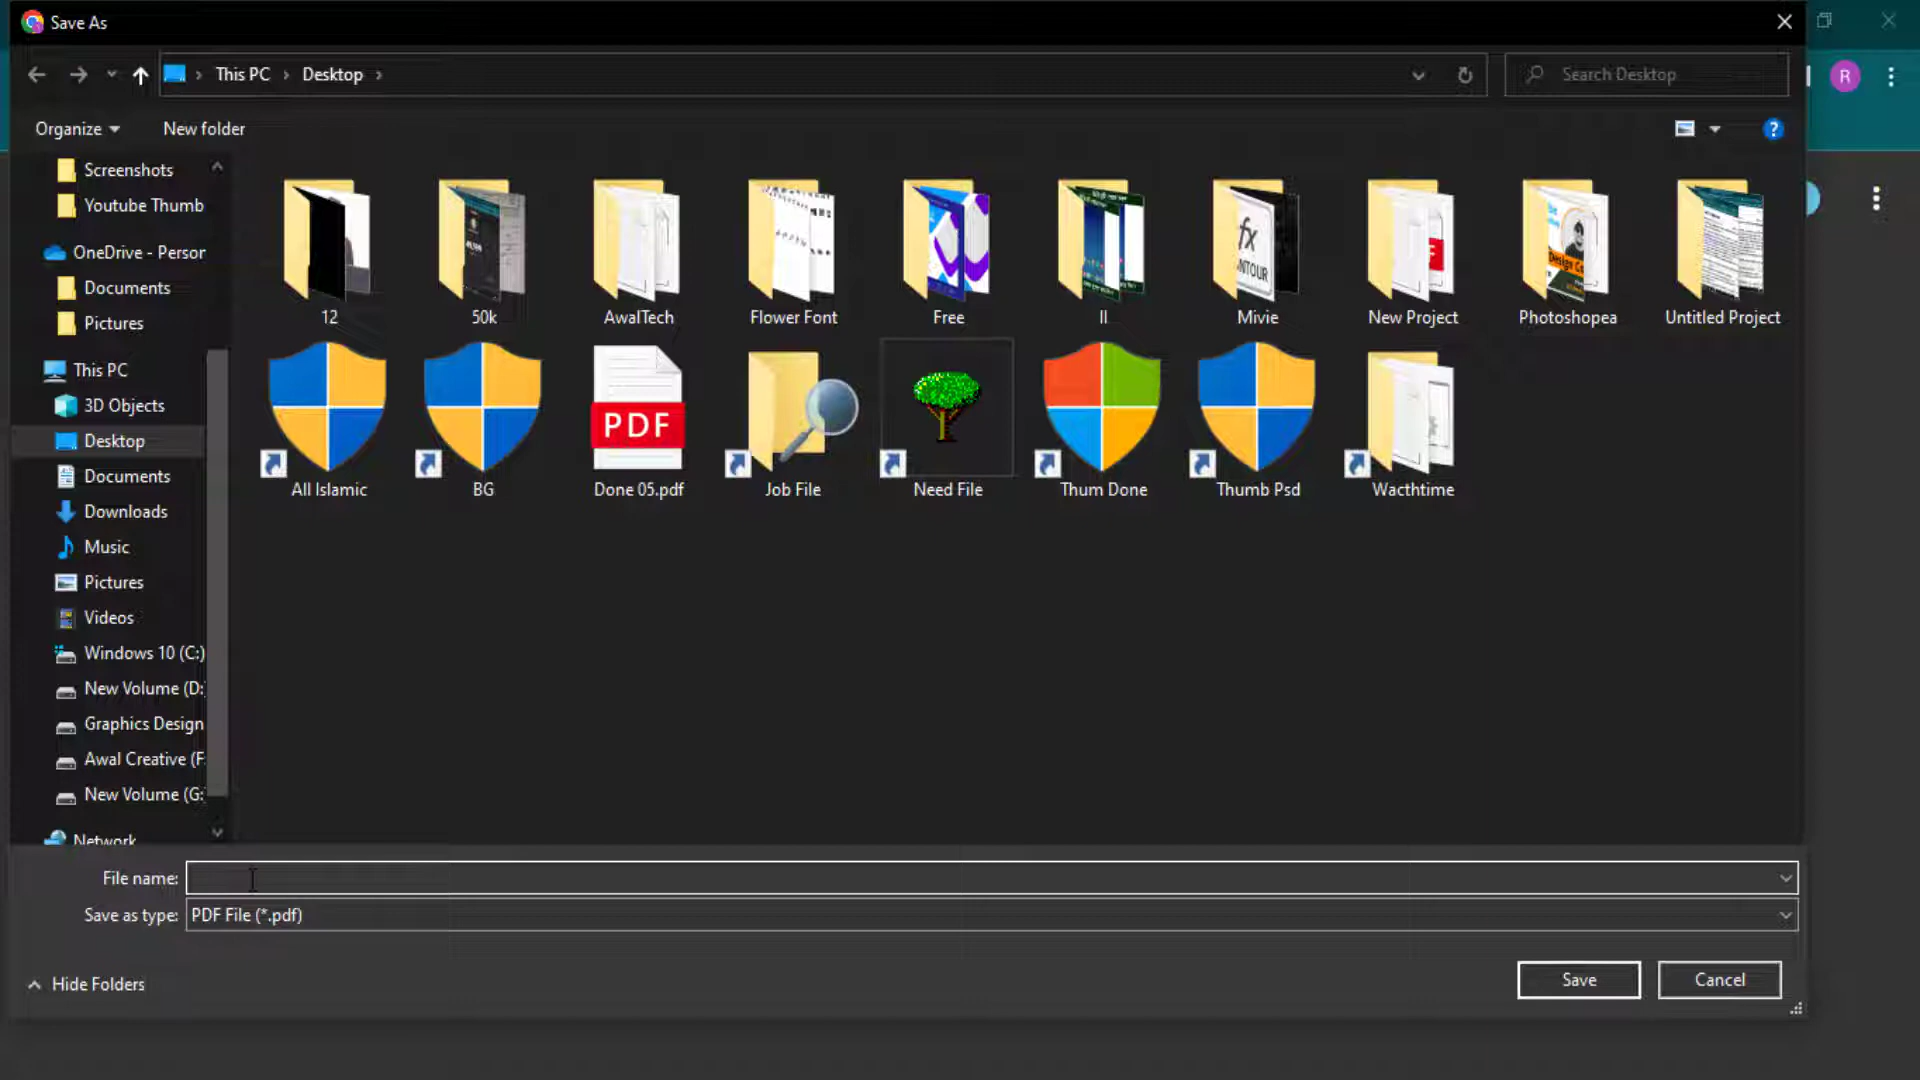 Save As
This PC Desktop
Search Desktop
R
Organize
New folder
?
Screenshots
Youtube Thumb
OneDrive - Person
Documents
Pictures
This PC
3D Objects
Desktop
Documents
Downloads
Music
Pictures
Videos
Windows 10 (C:)
New Volume (D:
Graphics Design
Awal Creative (F
New Volume (G:
Network
fx
12
50k
AwalTech
Flower Font
Free
II
Mivie
New Project
Photoshopea
Untitled Project
PDF
All Islamic
BG
Done 05.pdf
Job File
Need File
Thum Done
Thumb Psd
Wacthtime
File name:
Save as type: PDF File (*.pdf)
Hide Folders
Save
Cancel